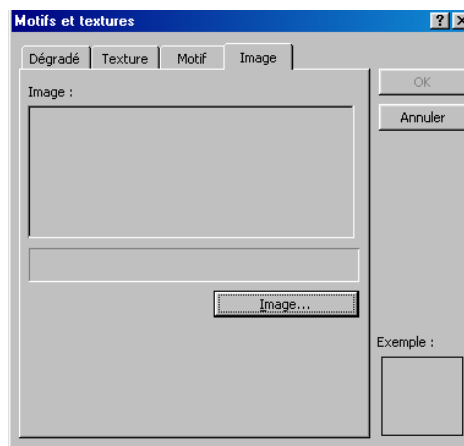 Motifs et textures
Dégradé Texture Motif Image
OK
Image :
Annuler
Image...
Exemple :